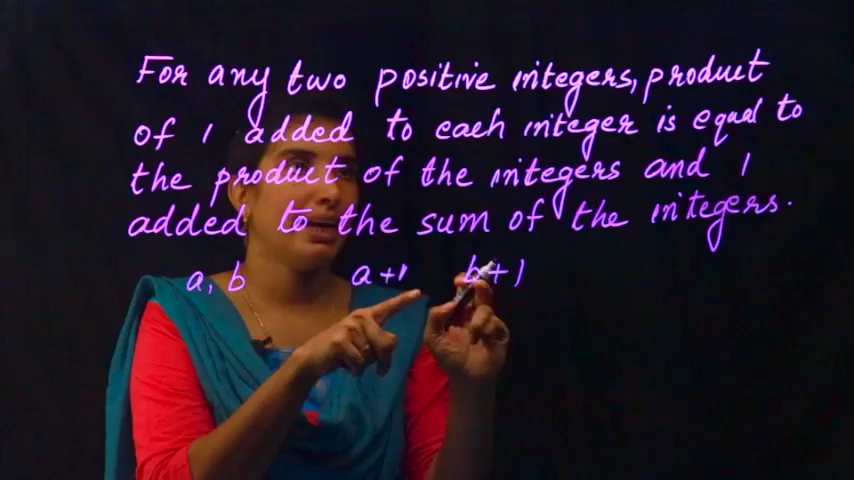 For any two positive integers, product
of 1 added to each integer is equal to
the product of the integers and 1
added to the sum of the integers.
a, b a+1 b+1